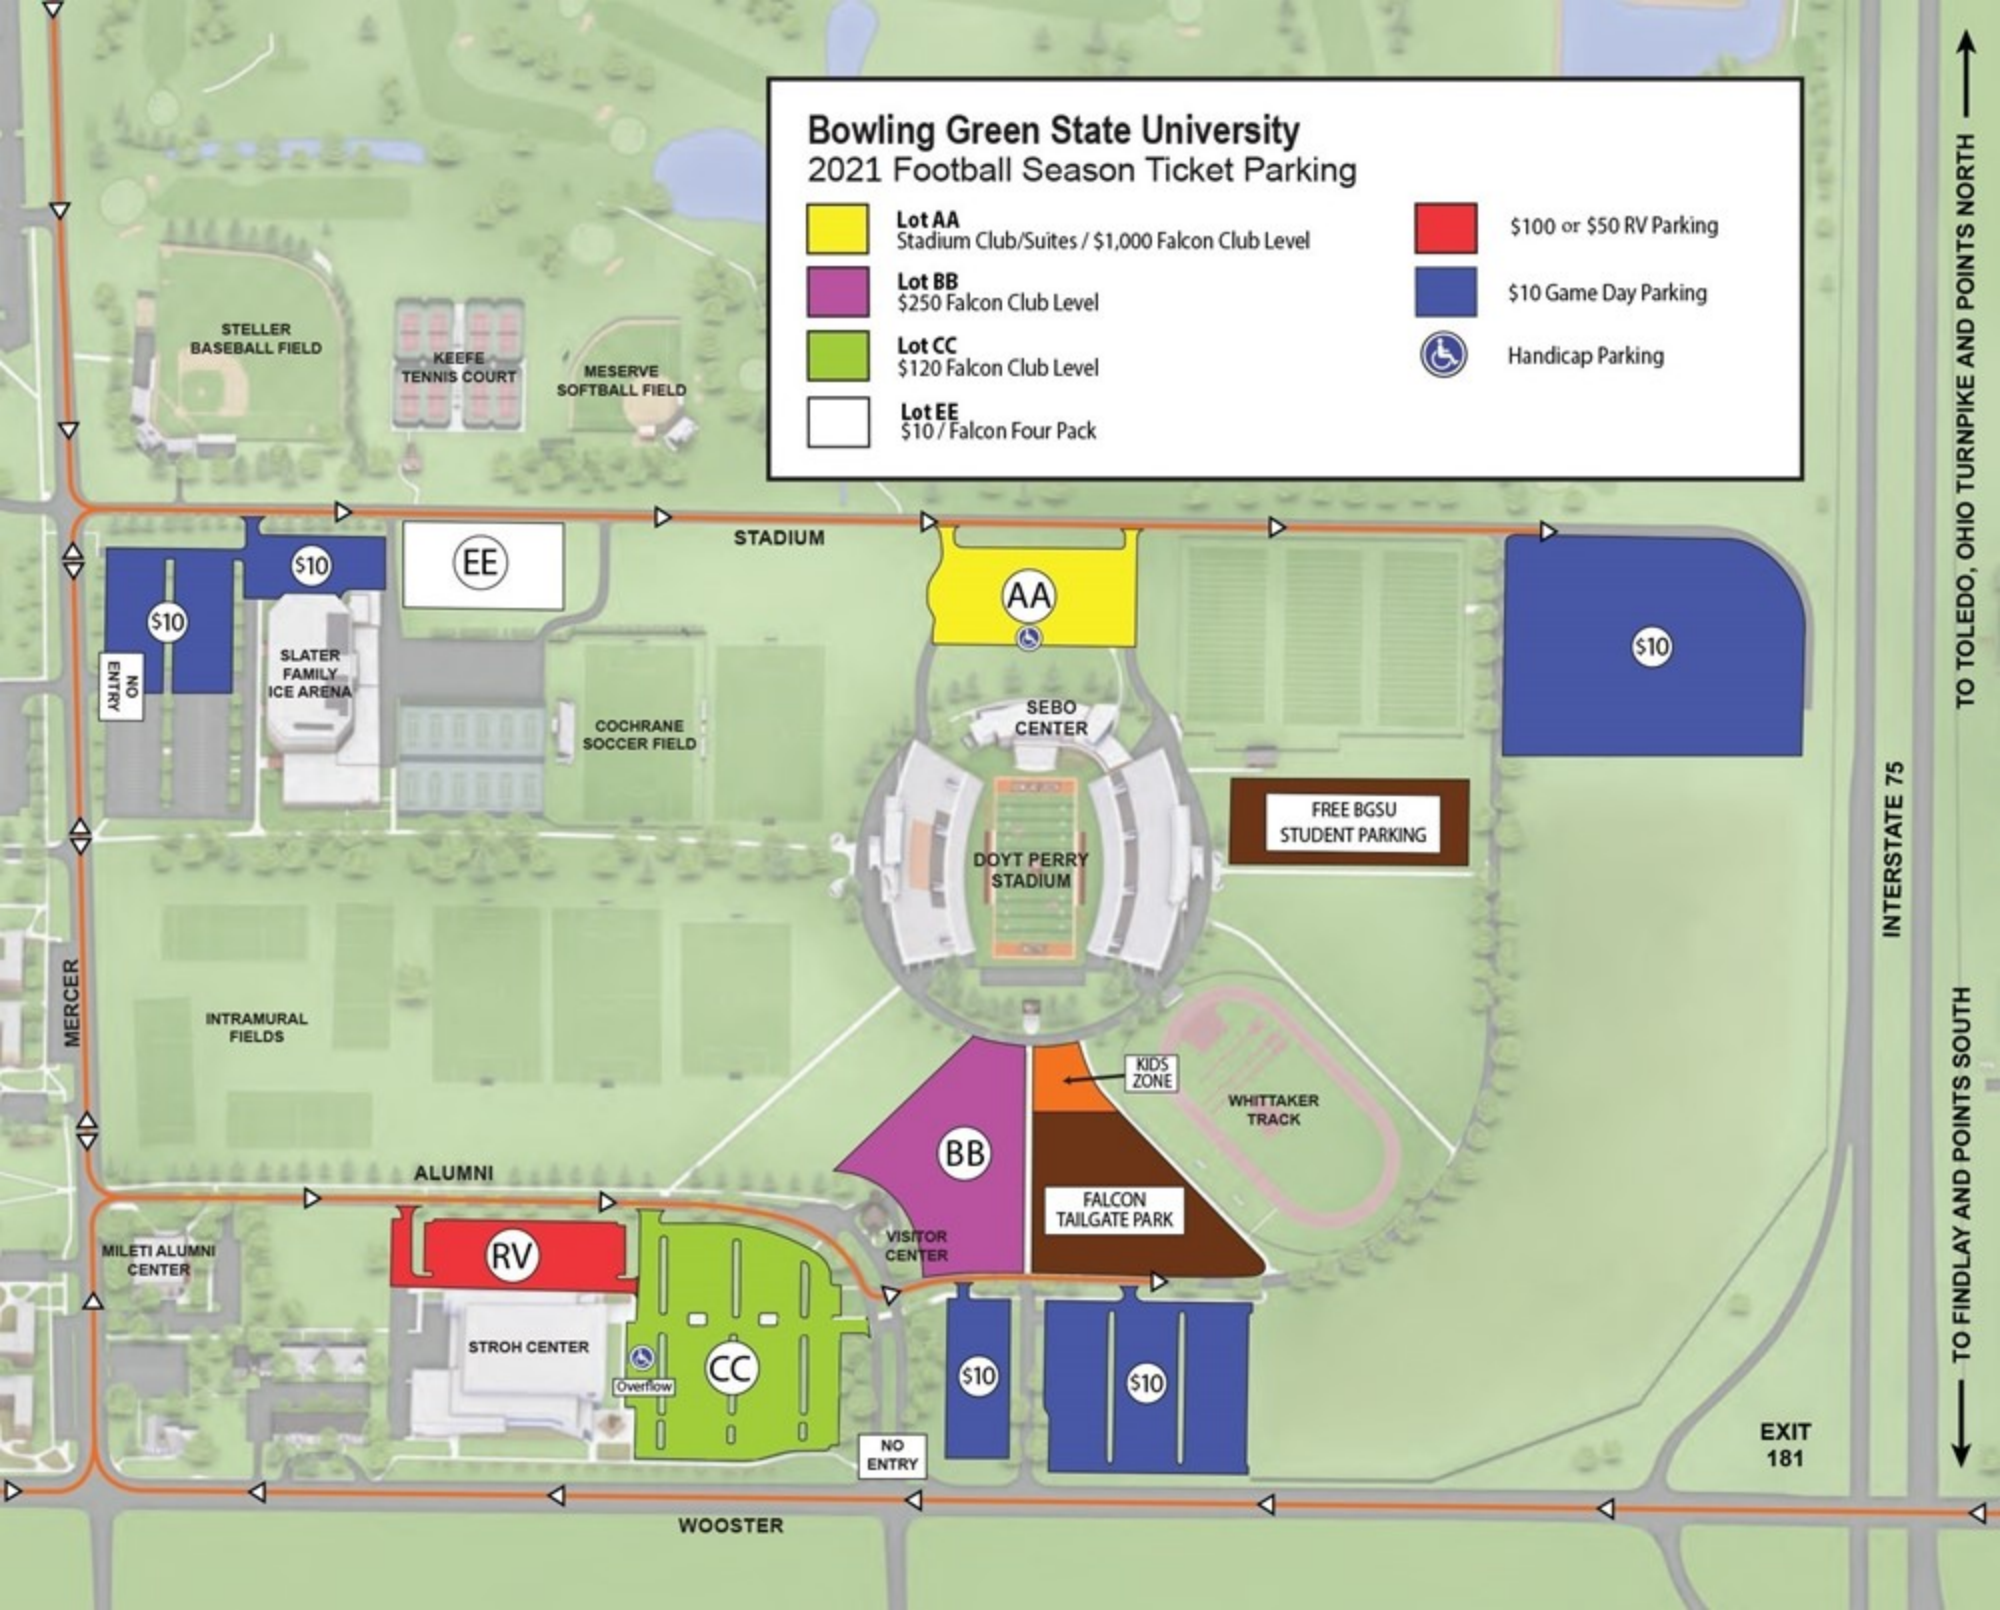 Bowling Green State University
2021 Football Season Ticket Parking
Lot AA
Stadium Club/Suites / $1,000 Falcon Club Level
Lot BB
$250 Falcon Club Level
Lot CC
$120 Falcon Club Level
Lot EE
$10 / Falcon Four Pack
$100 or $50 RV Parking
$10 Game Day Parking
Handicap Parking
TO TOLEDO, OHIO TURNPIKE AND POINTS NORTH
STELLER
BASEBALL FIELD
KEEFE
TENNIS COURT
MESERVE
SOFTBALL FIELD
STADIUM
$10
EE
$10
NO
ENTRY
SLATER
FAMILY
ICE ARENA
COCHRANE
SOCCER FIELD
AA
SEBO
CENTER
$10
FREE BGSU
STUDENT PARKING
DOYT PERRY
STADIUM
INTERSTATE 75
MERCER
INTRAMURAL
FIELDS
KIDS
ZONE
WHITTAKER
TRACK
BB
FALCON
TAILGATE PARK
ALUMNI
VISITOR
CENTER
MILETI ALUMNI
CENTER
RV
STROH CENTER
CC
Overflow
$10
$10
NO
ENTRY
EXIT
181
TO FINDLAY AND POINTS SOUTH
WOOSTER